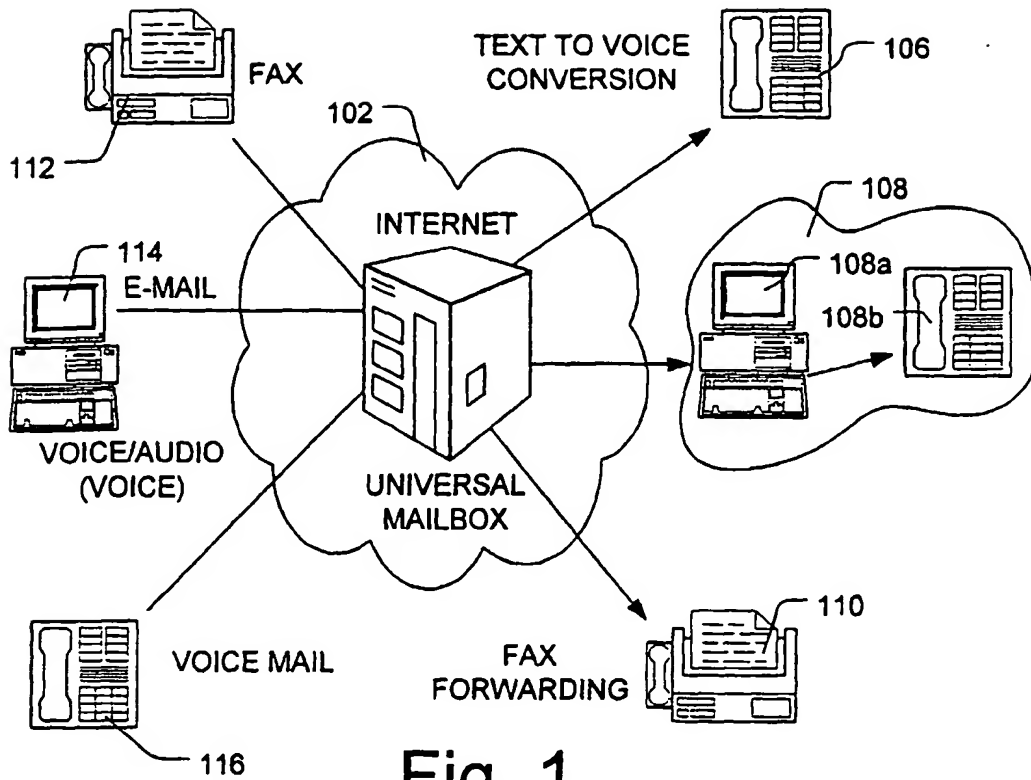 FAX
112
TEXT TO VOICE
CONVERSION
106
102
INTERNET
114
E-MAIL
VOICE/AUDIO
(VOICE)
108
108a
108b
UNIVERSAL
MAILBOX
VOICE MAIL
116
FAX
FORWARDING
110
Fig. 1